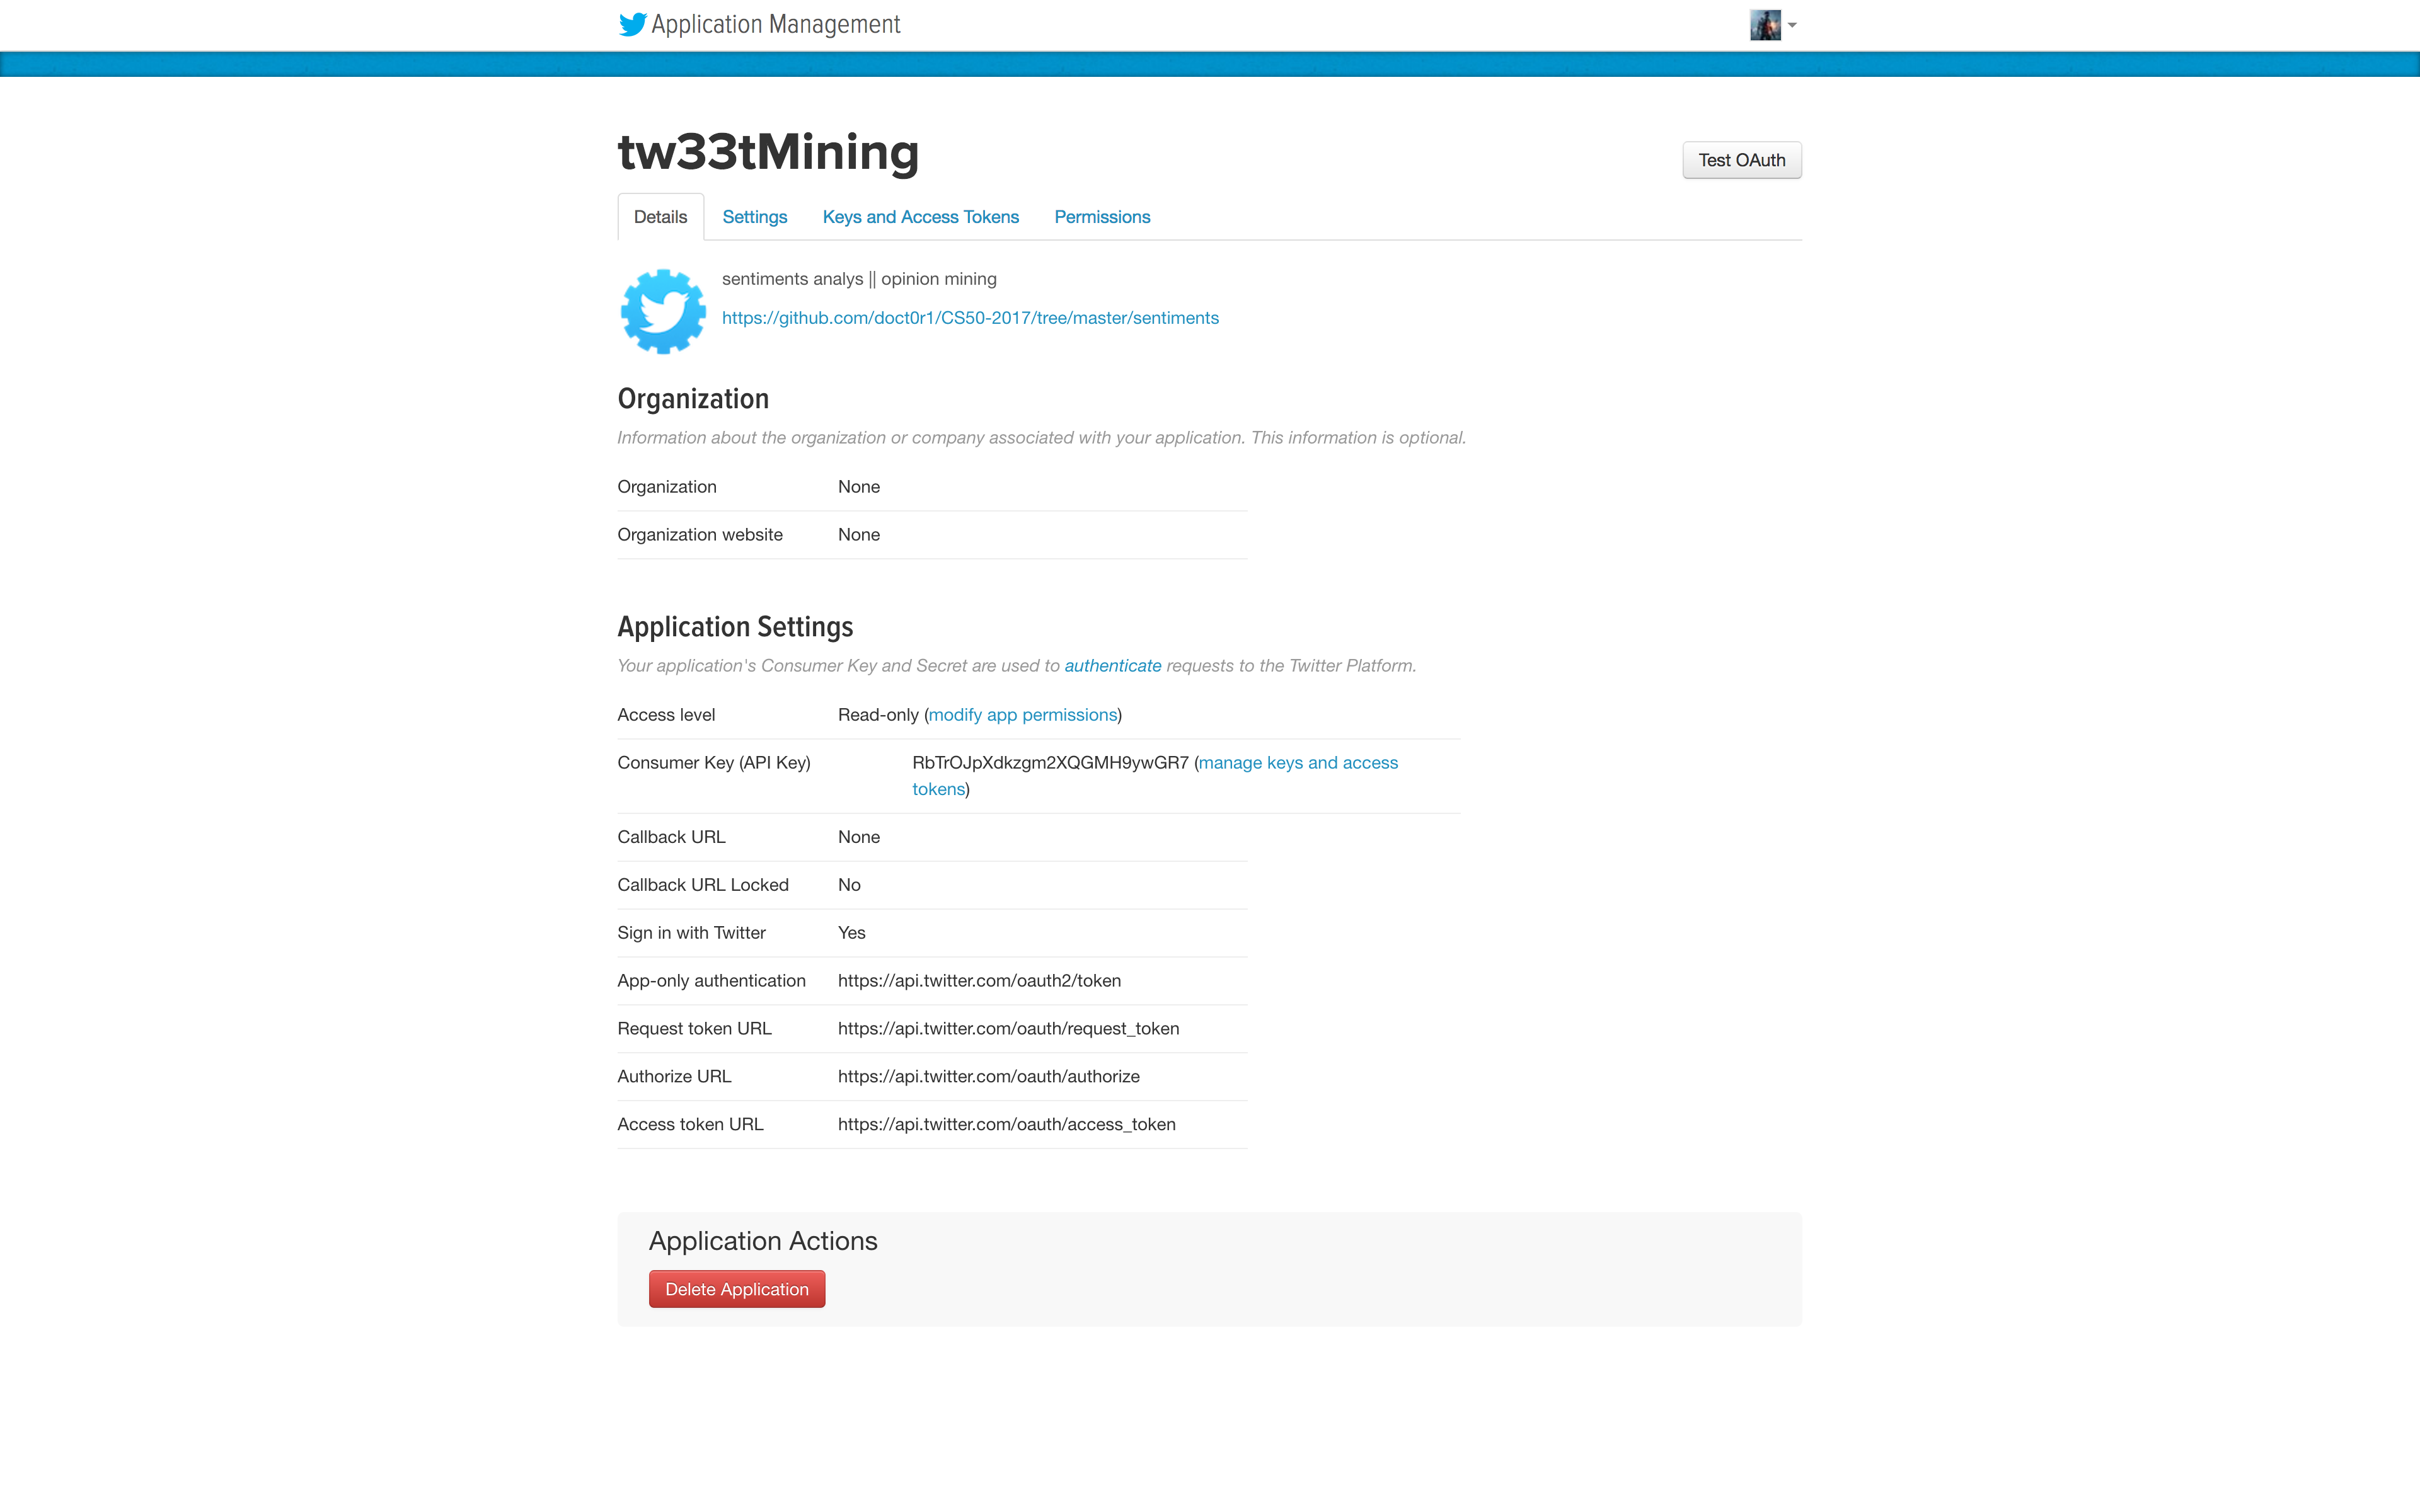 Application Management
tw33tMining
Test OAuth
Details Settings Keys and Access Tokens Permissions
sentiments analys || opinion mining
https://github.com/doct0r1/CS50-2017/tree/master/sentiments
Organization
Information about the organization or company associated with your application. This information is optional.
Organization None
Organization website None
Application Settings
Your application's Consumer Key and Secret are used to authenticate requests to the Twitter Platform.
Access level Read-only (modify app permissions)
Consumer Key (API Key) RbTrOJpXdkzgm2XQGMH9ywGR7 (manage keys and access
tokens)
Callback URL None
Callback URL Locked No
Sign in with Twitter Yes
App-only authentication https://api.twitter.com/oauth2/token
Request token URL https://api.twitter.com/oauth/request_token
Authorize URL https://api.twitter.com/oauth/authorize
Access token URL https://api.twitter.com/oauth/access_token
Application Actions
Delete Application